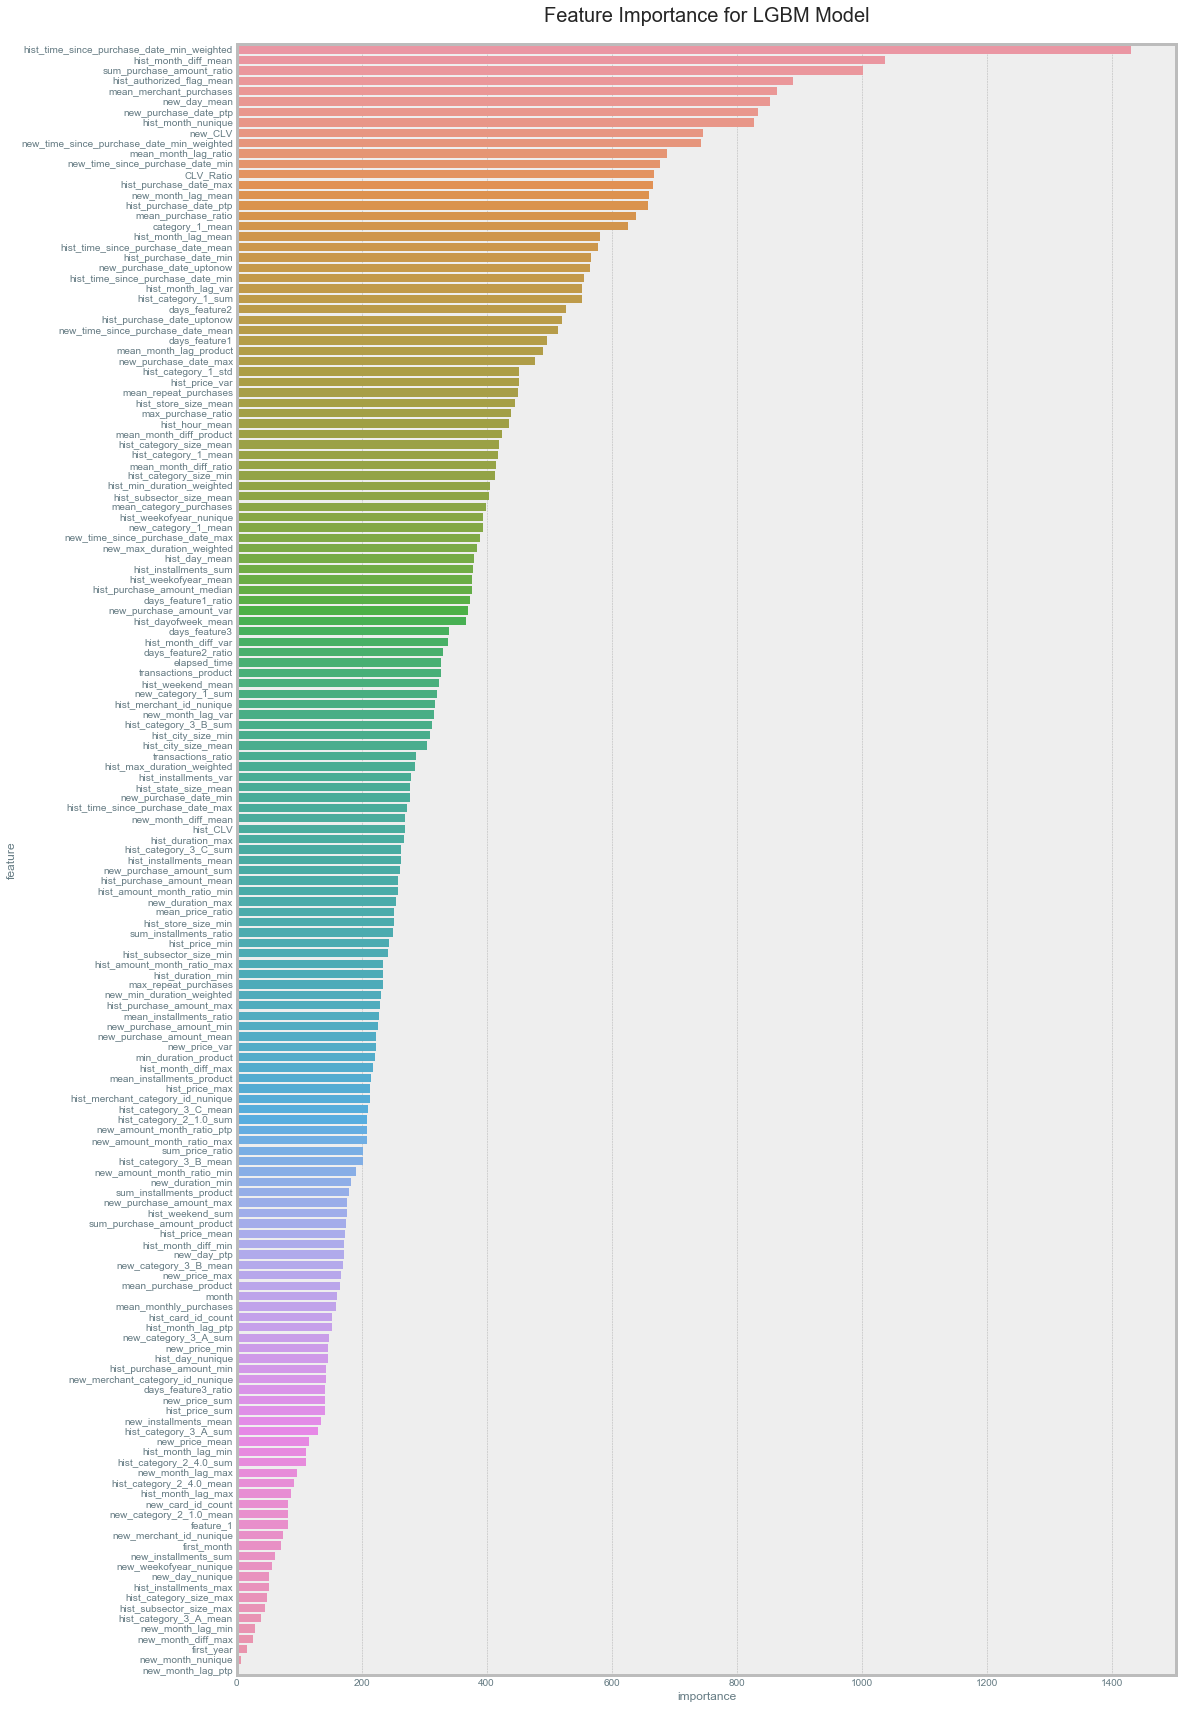 Feature Importance for LGBM Model
hist_time_since_purchase_date_min_weighted
hist_month_diff_mean
sum_purchase_amount_ratio
hist_authorized_flag_mean
mean_merchant_purchases
new_day_mean
new_purchase_date_ptp
hist_month_nunique
new_CLV
new_time_since_purchase_date_min_weighted
mean_month_lag_ratio
new_time_since_purchase_date_min
CLV_Ratio
hist_purchase_date_max
new_month_lag_mean
hist_purchase_date_ptp
mean_purchase_ratio
category_1_mean
hist_month_lag_mean
hist_time_since_purchase_date_mean
hist_purchase_date_min
new_purchase_date_uptonow
hist_time_since_purchase_date_min
hist_month_lag_var
hist_category_1_sum
days_feature2
hist_purchase_date_uptonow
new_time_since_purchase_date_mean
days_feature1
mean_month_lag_product
new_purchase_date_max
hist_category_1_std
hist_price_var
mean_repeat_purchases
hist_store_size_mean
max_purchase_ratio
hist_hour_mean
mean_month_diff_product
hist_category_size_mean
hist_category_1_mean
mean_month_diff_ratio
hist_category_size_min
hist_min_duration_weighted
hist_subsector_size_mean
mean_category_purchases
hist_weekofyear_nunique
new_category_1_mean
new_time_since_purchase_date_max
new_max_duration_weighted
hist_day_mean
hist_installments_sum
hist_weekofyear_mean
hist_purchase_amount_median
days_feature1_ratio
new_purchase_amount_var
hist_dayofweek_mean
days_feature3
hist_month_diff_var
days_feature2_ratio
elapsed_time
transactions_product
hist_weekend_mean
new_category_1_sum
hist_merchant_id_nunique
new_month_lag_var
hist_category_3_B_sum
hist_city_size_min
hist_city_size_mean
transactions_ratio
hist_max_duration_weighted
hist_installments_var
hist_state_size_mean
new_purchase_date_min
hist_time_since_purchase_date_max
new_month_diff_mean
hist_CLV
hist_duration_max
hist_category_3_C_sum
hist_installments_mean
new_purchase_amount_sum
hist_purchase_amount_mean
hist_amount_month_ratio_min
new_duration_max
mean_price_ratio
hist_store_size_min
sum_installments_ratio
hist_price_min
hist_subsector_size_min
hist_amount_month_ratio_max
hist_duration_min
max_repeat_purchases
new_min_duration_weighted
hist_purchase_amount_max
mean_installments_ratio
new_purchase_amount_min
new_purchase_amount_mean
new_price_var
min_duration_product
hist_month_diff_max
mean_installments_product
hist_price_max
hist_merchant_category_id_nunique
hist_category_3_C_mean
hist_category_2_1.0_sum
new_amount_month_ratio_ptp
new_amount_month_ratio_max
sum_price_ratio
hist_category_3_B_mean
new_amount_month_ratio_min
new_duration_min
sum_installments_product
new_purchase_amount_max
hist_weekend_sum
sum_purchase_amount_product
hist_price_mean
hist_month_diff_min
new_day_ptp
new_category_3_B_mean
new_price_max
mean_purchase_product
month
mean_monthly_purchases
hist_card_id_count
hist_month_lag_ptp
new_category_3_A_sum
new_price_min
hist_day_nunique
hist_purchase_amount_min
new_merchant_category_id_nunique
days_feature3_ratio
new_price_sum
hist_price_sum
new_installments_mean
hist_category_3_A_sum
new_price_mean
hist_month_lag_min
hist_category_2_4.0_sum
new_month_lag_max
hist_category_2_4.0_mean
hist_month_lag_max
new_card_id_count
new_category_2_1.0_mean
feature_1
new_merchant_id_nunique
first_month
new_installments_sum
new_weekofyear_nunique
new_day_nunique
hist_installments_max
hist_category_size_max
hist_subsector_size_max
hist_category_3_A_mean
new_month_lag_min
new_month_diff_max
first_year
new_month_nunique
new_month_lag_ptp
feature
0 200 400 600 800 1000 1200 1400
importance